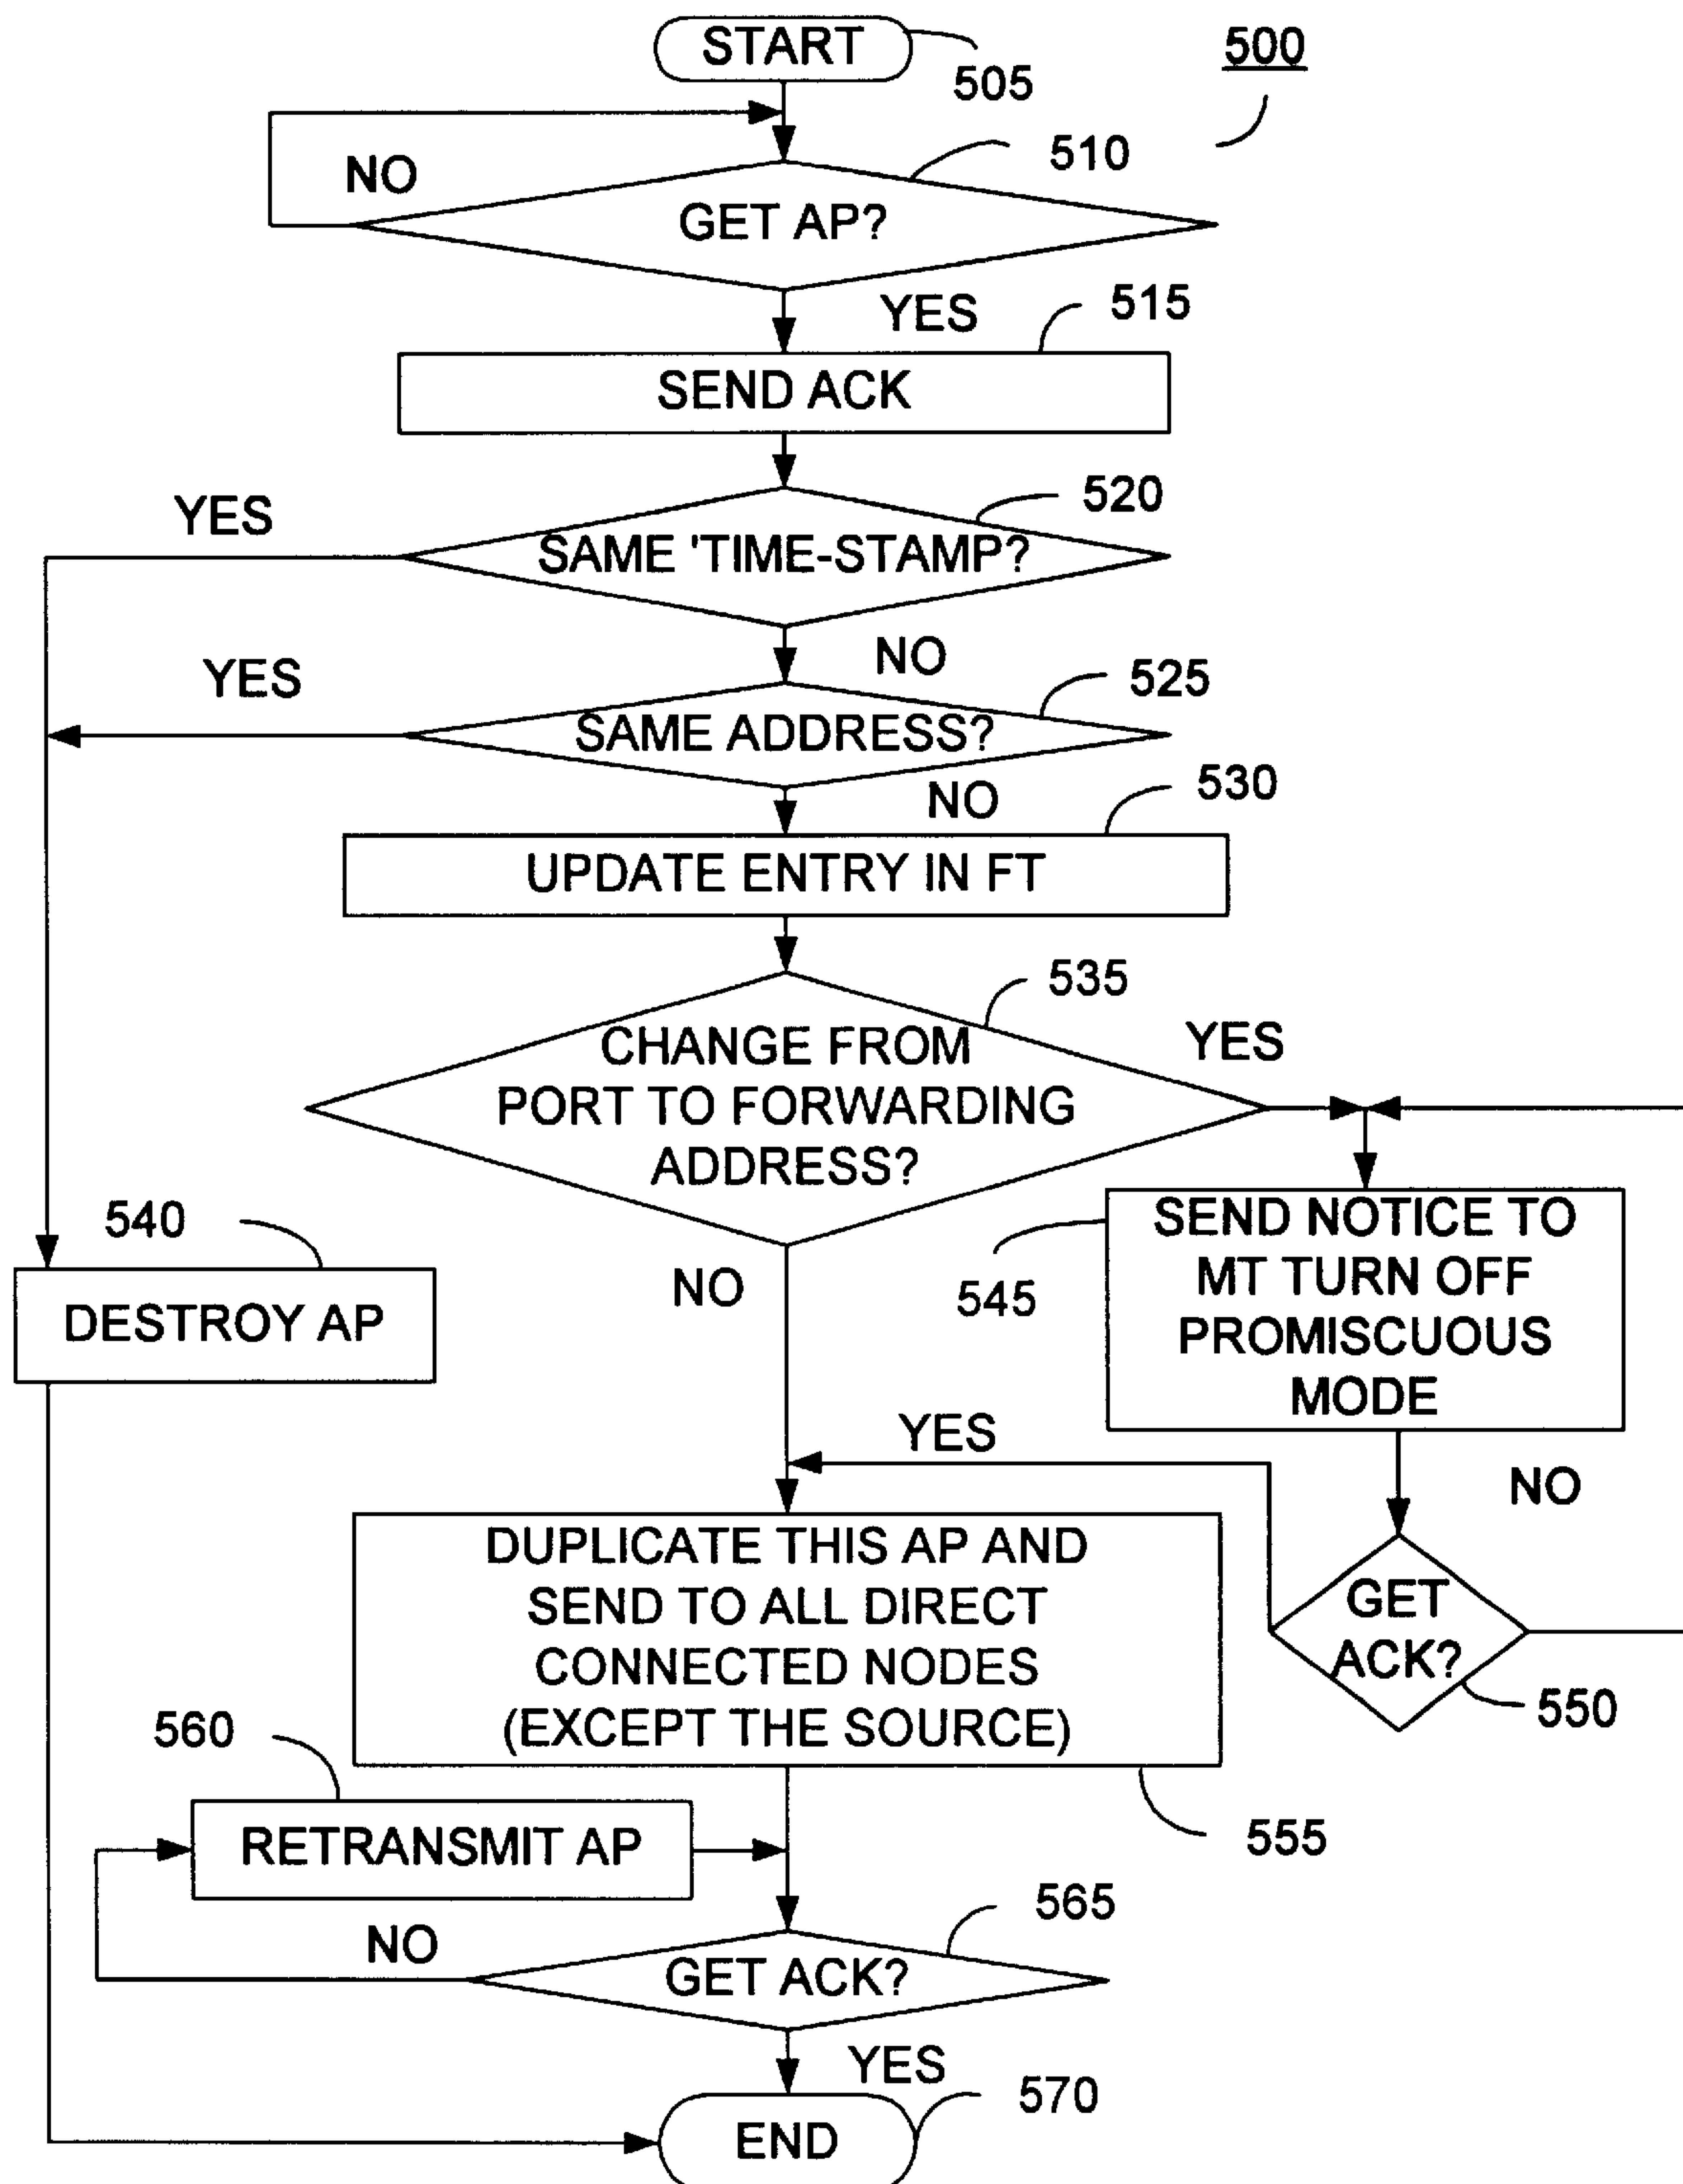 START
505
500
NO
510
GET AP?
YES
515
SEND ACK
YES
520
SAME 'TIME-STAMP?
NO
YES
525
SAME ADDRESS?
NO
530
UPDATE ENTRY IN FT
535
CHANGE FROM
PORT TO FORWARDING
ADDRESS?
YES
540
DESTROY AP
NO
545
SEND NOTICE TO
MT TURN OFF
PROMISCUOUS
MODE
YES
NO
GET
ACK?
550
DUPLICATE THIS AP AND
SEND TO ALL DIRECT
CONNECTED NODES
(EXCEPT THE SOURCE)
555
560
RETRANSMIT AP
565
NO
GET ACK?
YES
570
END